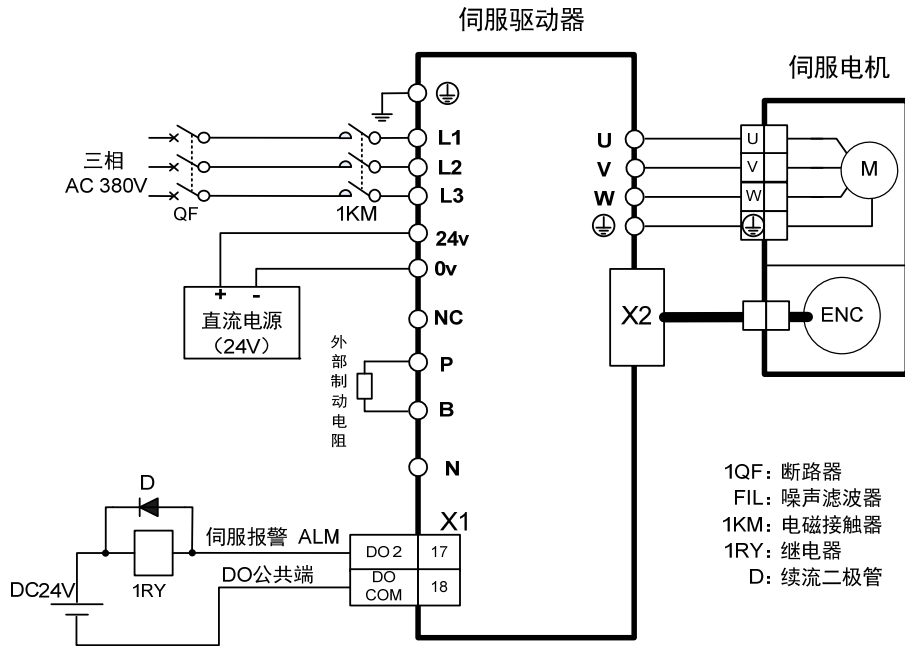 伺服驱动器
伺服电机
L1
L2
L3
三相
AC 380V
QF
1KM
24v
0v
+ -
直流电源
（24V）
NC
外部制动电阻
P
B
N
U
V
W
U
V
W
M
X2
ENC
X1
D
伺服报警 ALM
DO 2
17
DO公共端
DO
COM
18
1RY
DC24V
1QF：断路器
FIL：噪声滤波器
1KM：电磁接触器
1RY：继电器
D：续流二极管